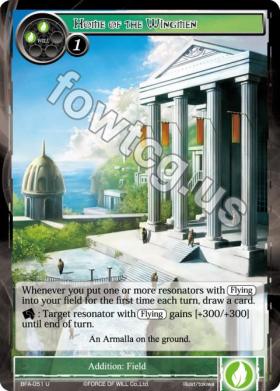 HOME OF THE WINGMEN
WILL
1
fowtcg.us
Whenever you put one or more resonators with Flying
into your field for the first time each turn, draw a card.
: Target resonator with Flying gains [+300/+300]
until end of turn.
An Armalla on the ground.
Addition: Field
BFA-051 U
©FORCE OF WILL Co.,Ltd.
Illust/tokiwa